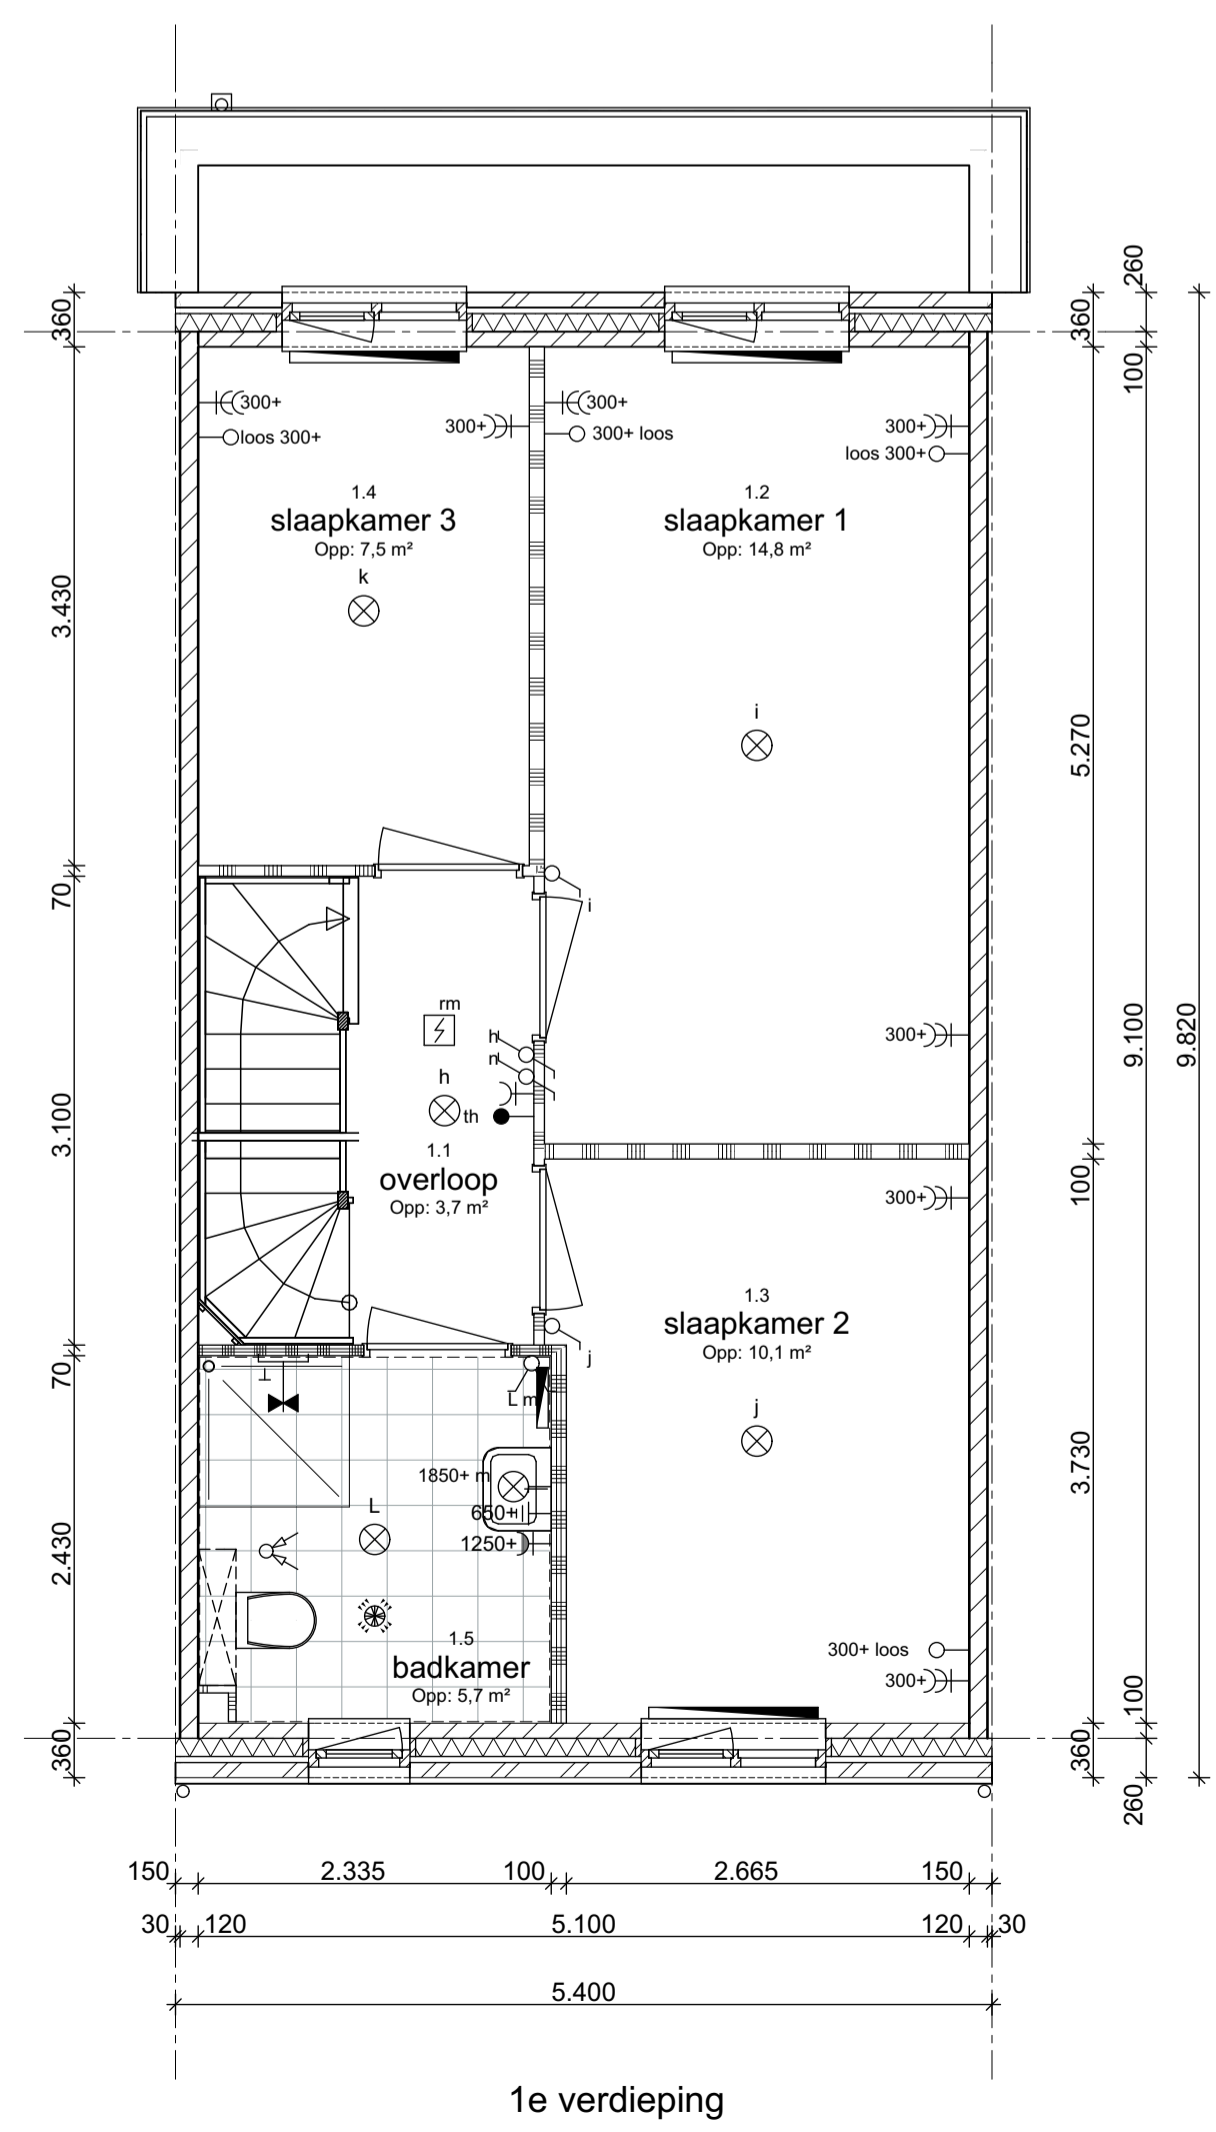 260
360
360
100
300+
300+
300+
300+
loos 300+
300+ loos
loos 300+
1.4
slaapkamer 3
Opp: 7,5 m²
k
1.2
slaapkamer 1
Opp: 14,8 m²
i
3.430
5.270
70
i
rm
h
n
h
th
300+
9.100
9.820
3.100
1.1
overloop
Opp: 3,7 m²
100
300+
1.3
slaapkamer 2
Opp: 10,1 m²
j
j
70
L m
1850+ m
650+
1250+
L
3.730
2.430
1.5
badkamer
Opp: 5,7 m²
300+ loos
300+
100
360
360
260
150
2.335
100
2.665
150
30
120
5.100
120
30
5.400
1e verdieping